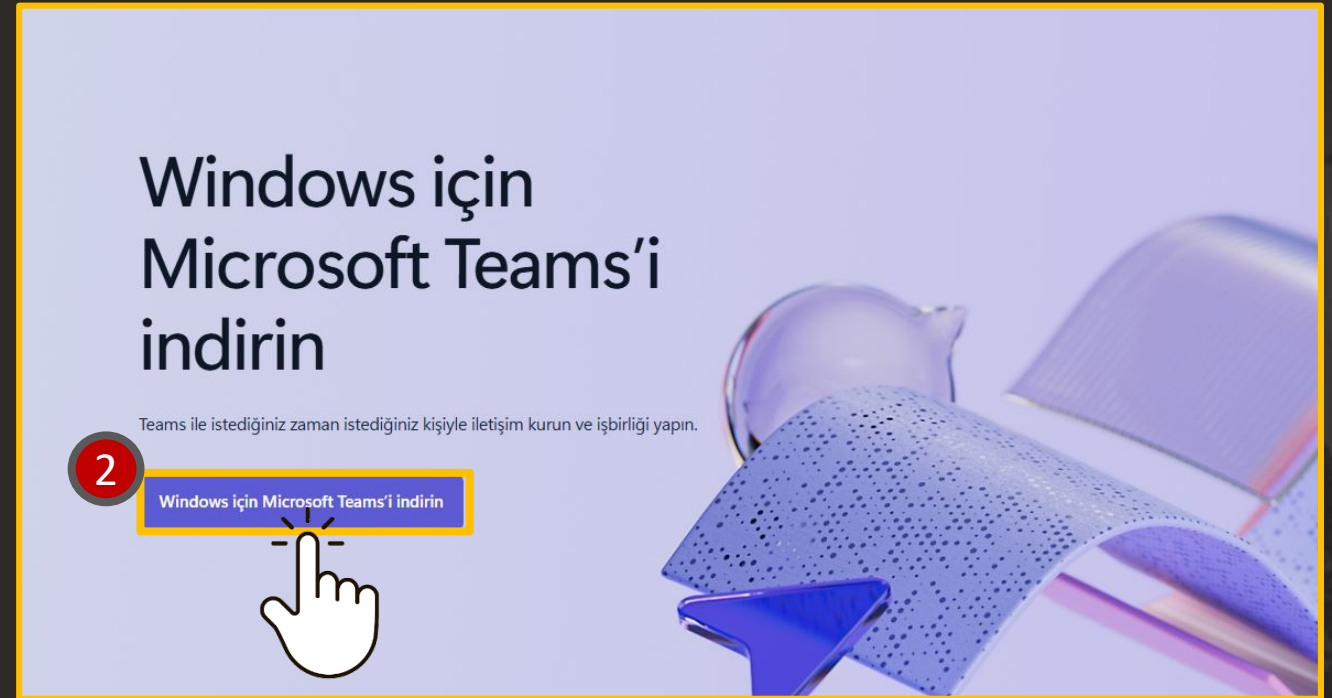 Windows için
Microsoft Teams’i
indirin
Teams ile istediğiniz zaman istediğiniz kişiyle iletişim kurun ve işbirliği yapın.
2
Windows için Microsoft Teams’i indirin